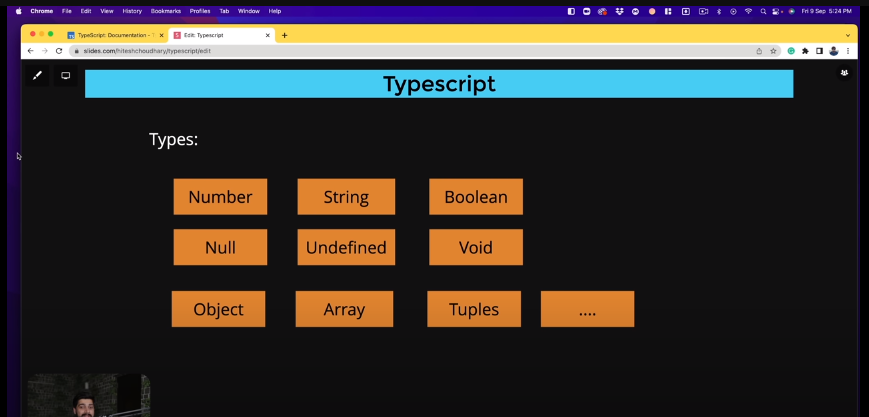 Chrome File Edit View History Bookmarks Profiles Tab Window Help Fri 9 Sep 5:24 PM
TypeScript: Documentation - Edit: Typescript
slides.com/hiteshchoudhary/typescript/edit
Typescript
Types:
Number String Boolean
Null Undefined Void
Object Array Tuples ....